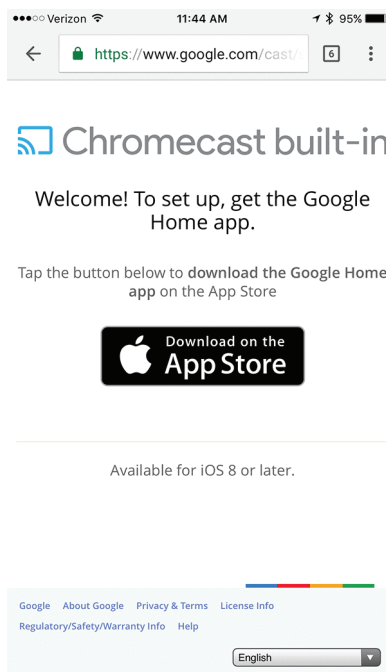 Verizon 11:44 AM 95%
https://www.google.com/cast/s 6
Chromecast built-in
Welcome! To set up, get the Google
Home app.
Tap the button below to download the Google Home
app on the App Store
Download on the
App Store
Available for iOS 8 or later.
Google About Google Privacy & Terms License Info
Regulatory/Safety/Warranty Info Help
English